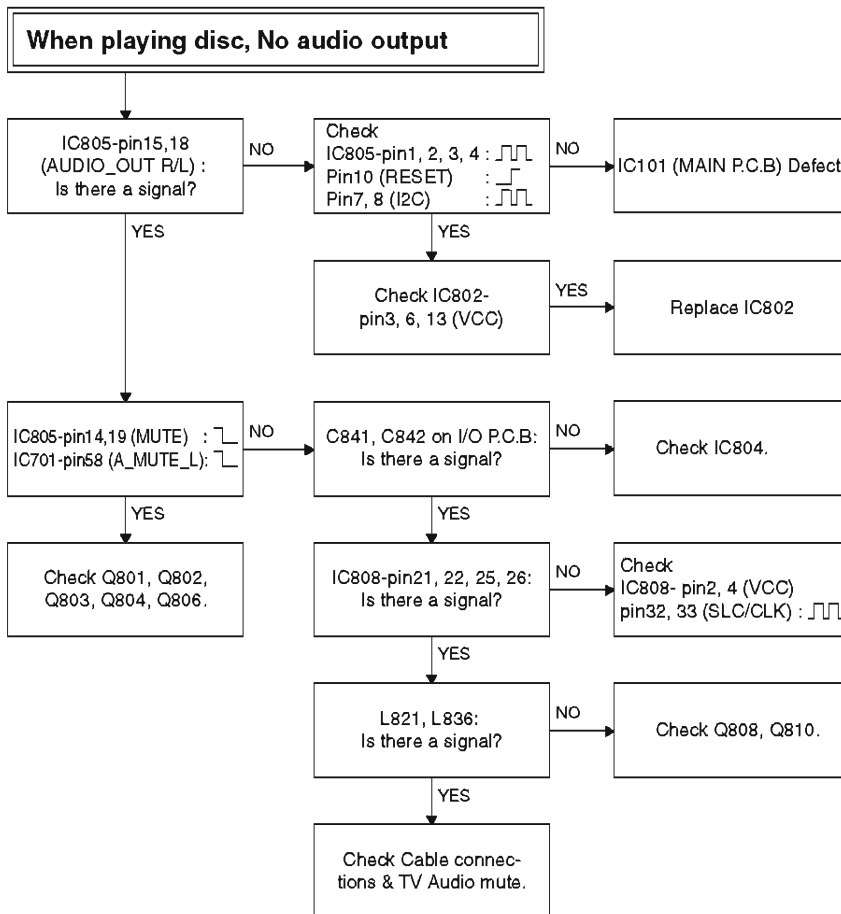 When playing disc, No audio output
IC805-pin15,18
(AUDIO_OUT R/L) :
Is there a signal?
NO
Check
IC805-pin1, 2, 3, 4 :
Pin10 (RESET) :
Pin7, 8 (I2C) :
NO
IC101 (MAIN P.C.B) Defect
YES
YES
Check IC802-
pin3, 6, 13 (VCC)
YES
Replace IC802
IC805-pin14,19 (MUTE) :
IC701-pin58 (A_MUTE_L):
NO
C841, C842 on I/O P.C.B:
Is there a signal?
NO
Check IC804.
YES
YES
Check Q801, Q802,
Q803, Q804, Q806.
IC808-pin21, 22, 25, 26:
Is there a signal?
NO
Check
IC808- pin2, 4 (VCC)
pin32, 33 (SLC/CLK) :
YES
L821, L836:
Is there a signal?
NO
Check Q808, Q810.
YES
Check Cable connec-
tions & TV Audio mute.